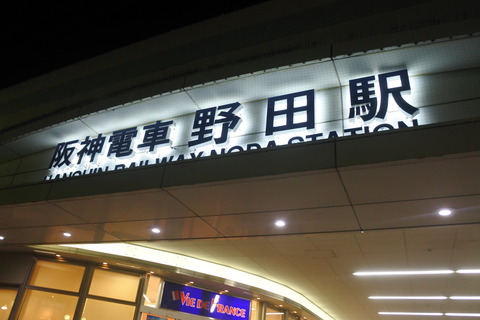 阪神電車 野田駅
HANSHIN RAILWAY NODA STATION
VIE DE FRANCE